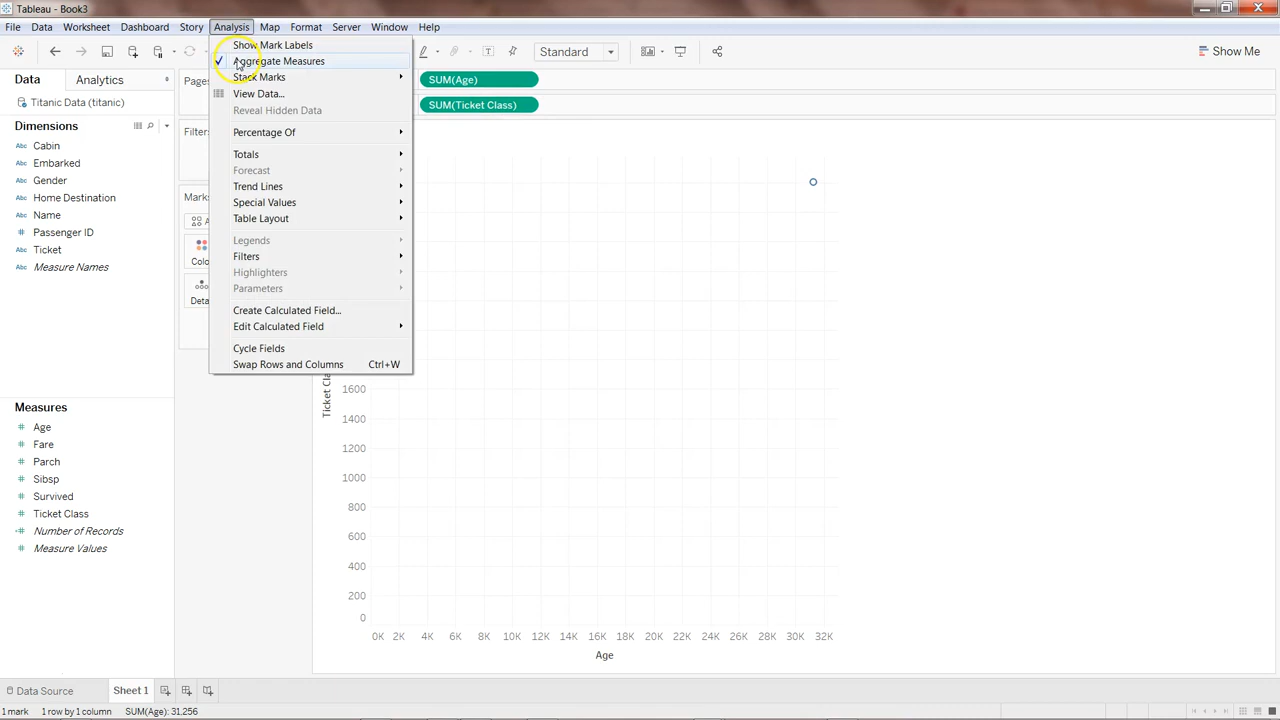 Tableau - Book3
File Data Worksheet Dashboard Story Analysis Map Format Server Window Help
Standard
Show Me
Data Analytics
Titanic Data (titanic)
Dimensions
Cabin
Embarked
Gender
Home Destination
Name
Passenger ID
Ticket
Measure Names
Measures
Age
Fare
Parch
Sibsp
Survived
Ticket Class
Number of Records
Measure Values
Pages
Filters
Marks
Colo
Deta
Show Mark Labels
Aggregate Measures
Stack Marks
View Data...
Reveal Hidden Data
Percentage Of
Totals
Forecast
Trend Lines
Special Values
Table Layout
Legends
Filters
Highlighters
Parameters
Create Calculated Field...
Edit Calculated Field
Cycle Fields
Swap Rows and Columns Ctrl+W
SUM(Age)
SUM(Ticket Class)
Ticket Cl
1600
1400
1200
1000
800
600
400
200
0
0K 2K 4K 6K 8K 10K 12K 14K 16K 18K 20K 22K 24K 26K 28K 30K 32K
Age
Data Source Sheet 1
1 mark 1 row by 1 column SUM(Age): 31,256